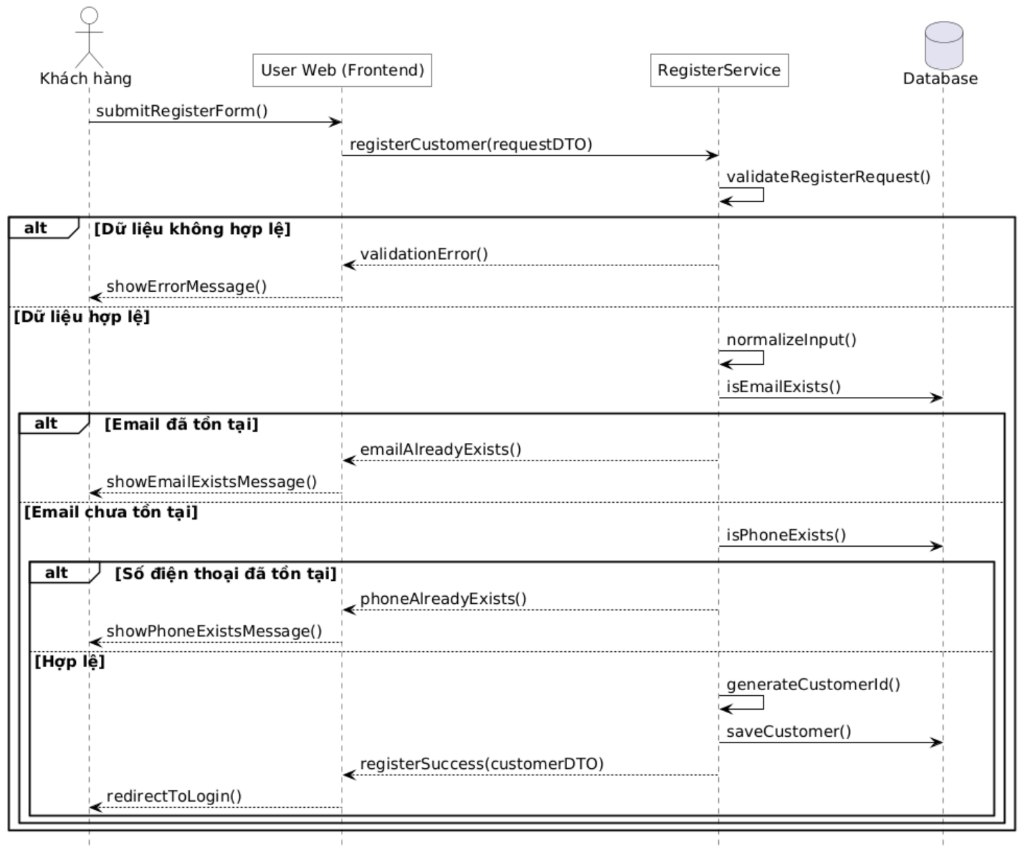 Khách hàng
User Web (Frontend)
RegisterService
Database
submitRegisterForm()
registerCustomer(requestDTO)
validateRegisterRequest()
alt [Dữ liệu không hợp lệ]
validationError()
showErrorMessage()
[Dữ liệu hợp lệ]
normalizeInput()
isEmailExists()
alt [Email đã tồn tại]
emailAlreadyExists()
showEmailExistsMessage()
[Email chưa tồn tại]
isPhoneExists()
alt [Số điện thoại đã tồn tại]
phoneAlreadyExists()
showPhoneExistsMessage()
[Hợp lệ]
generateCustomerId()
saveCustomer()
registerSuccess(customerDTO)
redirectToLogin()